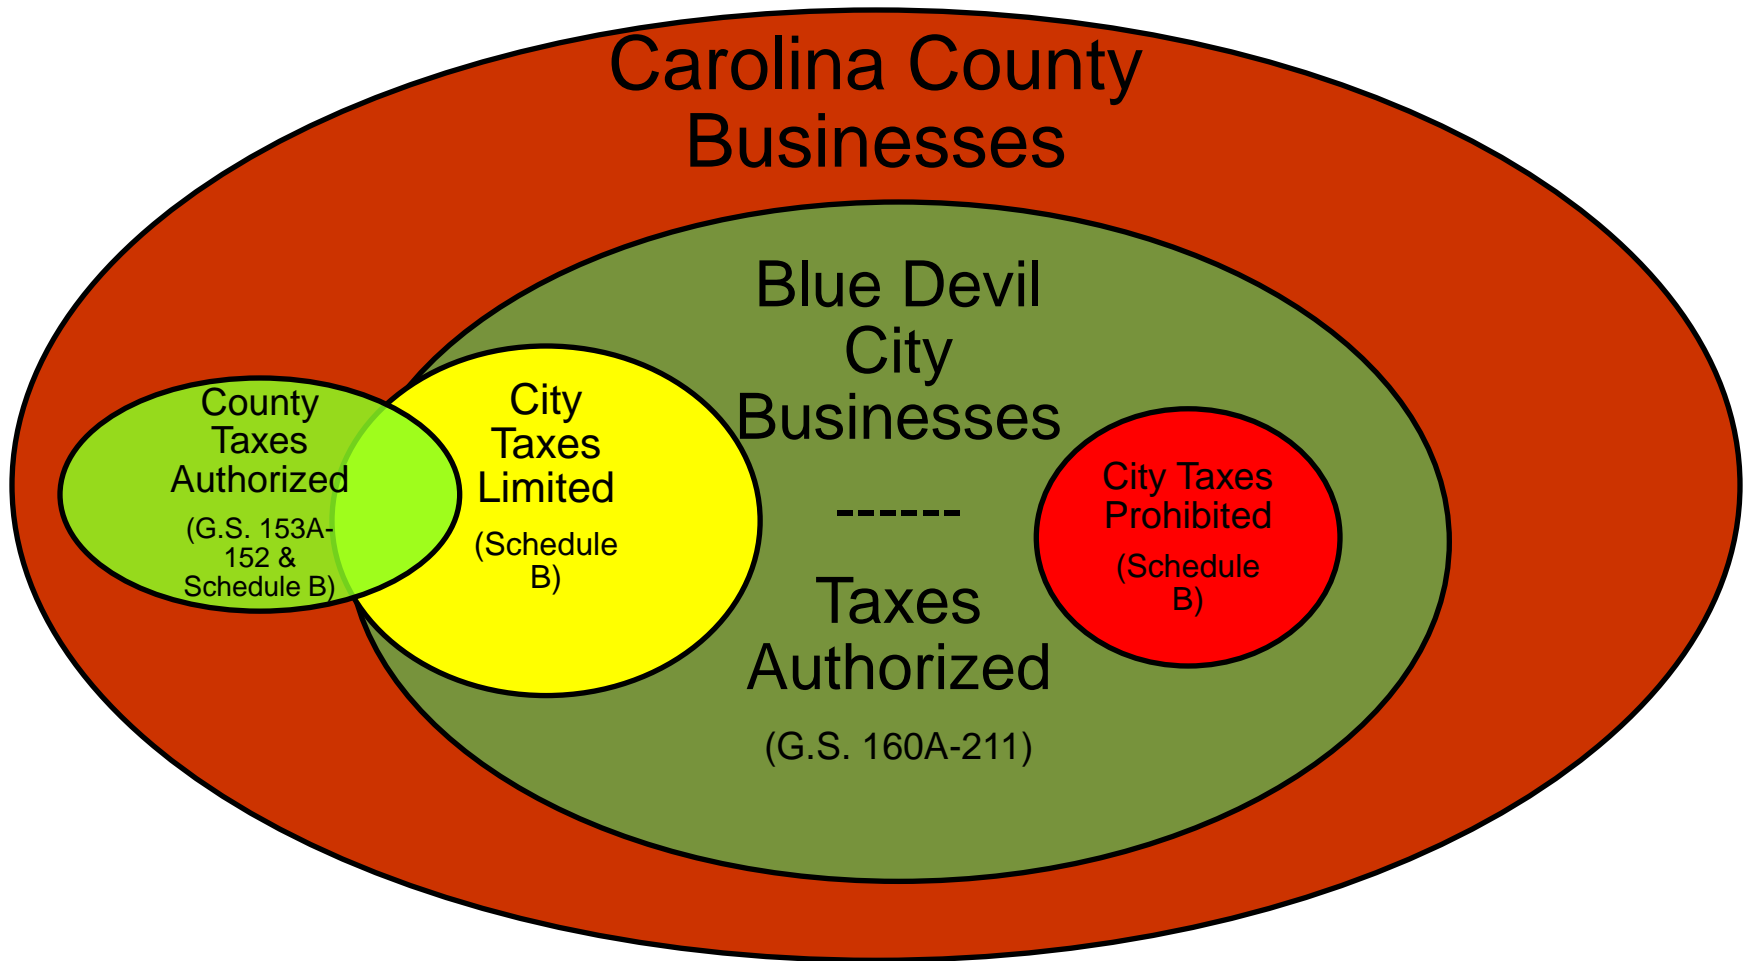 Carolina County
Businesses
Blue Devil
City
Businesses
------
Taxes
Authorized
(G.S. 160A-211)
County
Taxes
Authorized
(G.S. 153A-
152 &
Schedule B)
City
Taxes
Limited
(Schedule
B)
City Taxes
Prohibited
(Schedule
B)